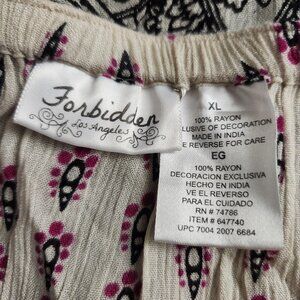 Forbidden
Los Angeles
XL
100% RAYON
LUSIVE OF DECORATION
MADE IN INDIA
E REVERSE FOR CARE
EG
100% RAYON
DECORACION EXCLUSIVA
HECHO EN INDIA
VE EL REVERSO
PARA EL CUIDADO
RN # 74786
ITEM # 647740
UPC 7004 2007 6684